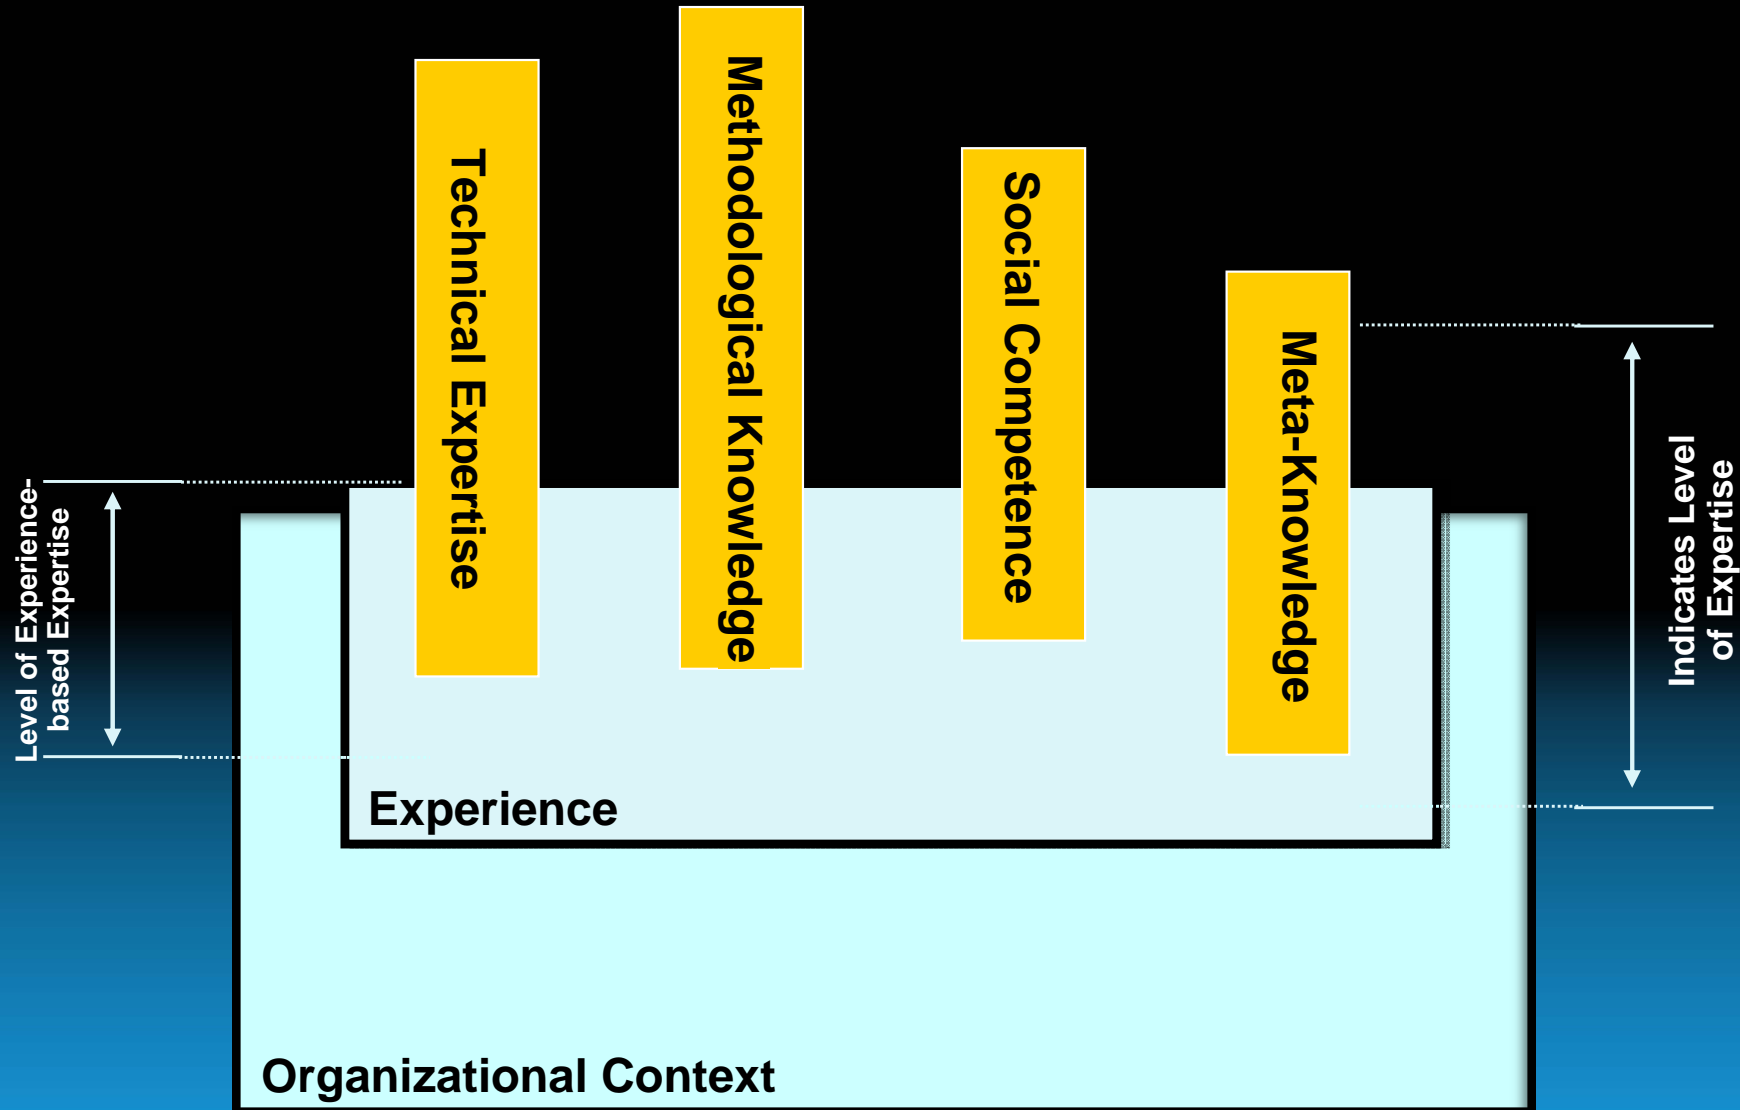 Technical Expertise
Methodological Knowledge
Social Competence
Meta-Knowledge
Level of Experience-
based Expertise
Indicates Level
of Expertise
Experience
Organizational Context